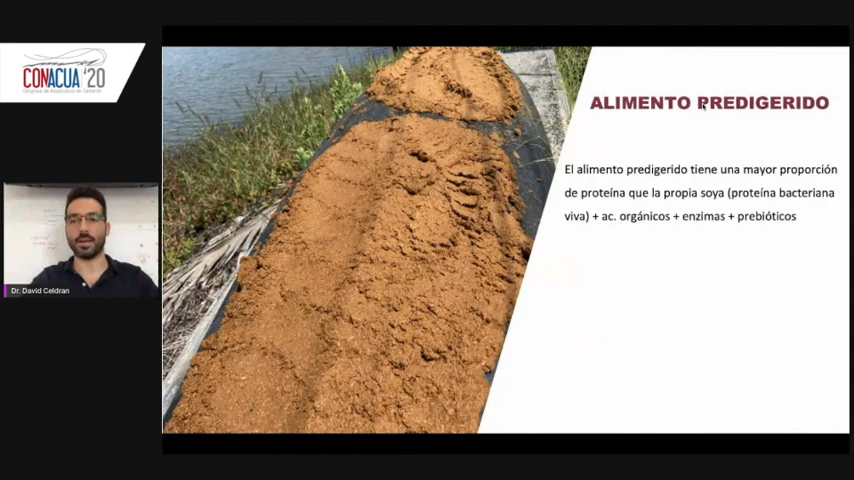 CONACUA '20
Congreso de Acuacultura de Camarón
ALIMENTO PREDIGERIDO
El alimento predigerido tiene una mayor proporción
de proteína que la propia soya (proteína bacteriana
viva) + ac. orgánicos + enzimas + prebióticos
Dr. David Celdran